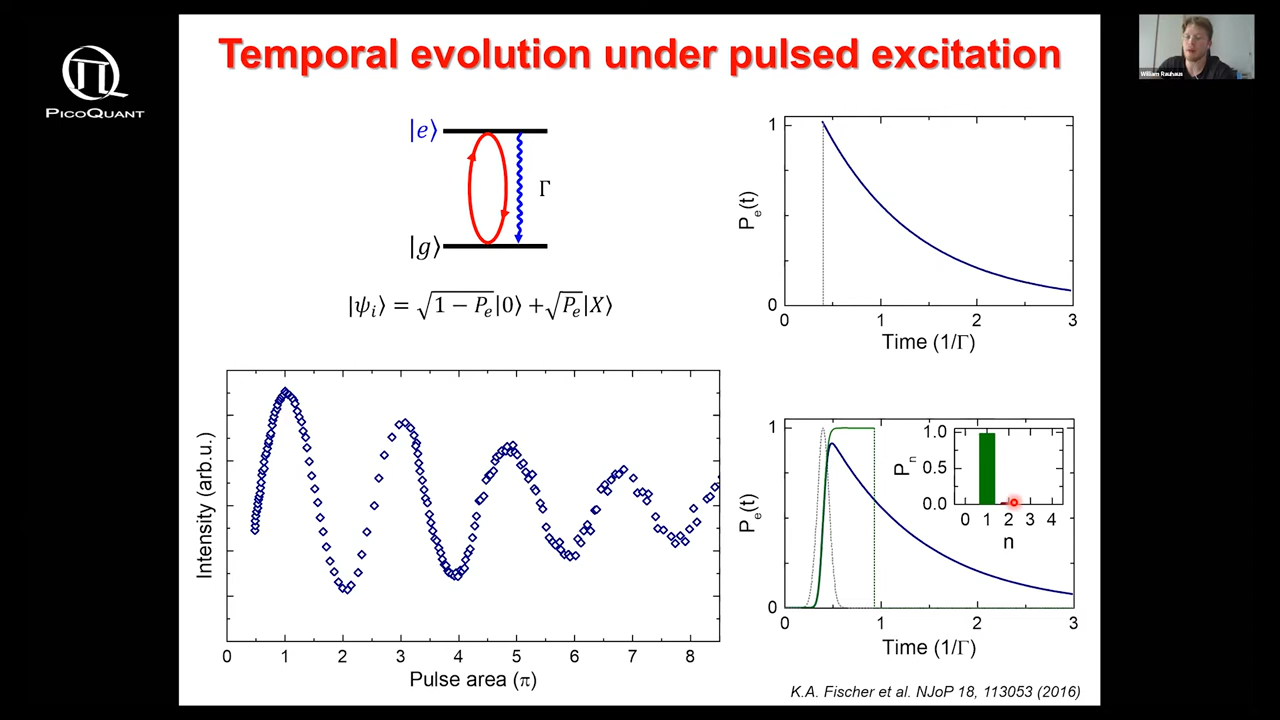 Temporal evolution under pulsed excitation
PICOQUANT
William Rauhaus
|e⟩
Γ
|g⟩
|ψᵢ⟩ = √(1 − Pₑ)|0⟩ + √Pₑ|X⟩
Pₑ(t)
1
0
0 1 2 3
Time (1/Γ)
Intensity (arb.u.)
0 1 2 3 4 5 6 7 8
Pulse area (π)
Pₑ(t)
1
0
Pₙ
1.0
0.5
0.0
0 1 2 3 4
n
0 1 2 3
Time (1/Γ)
K.A. Fischer et al. NJoP 18, 113053 (2016)